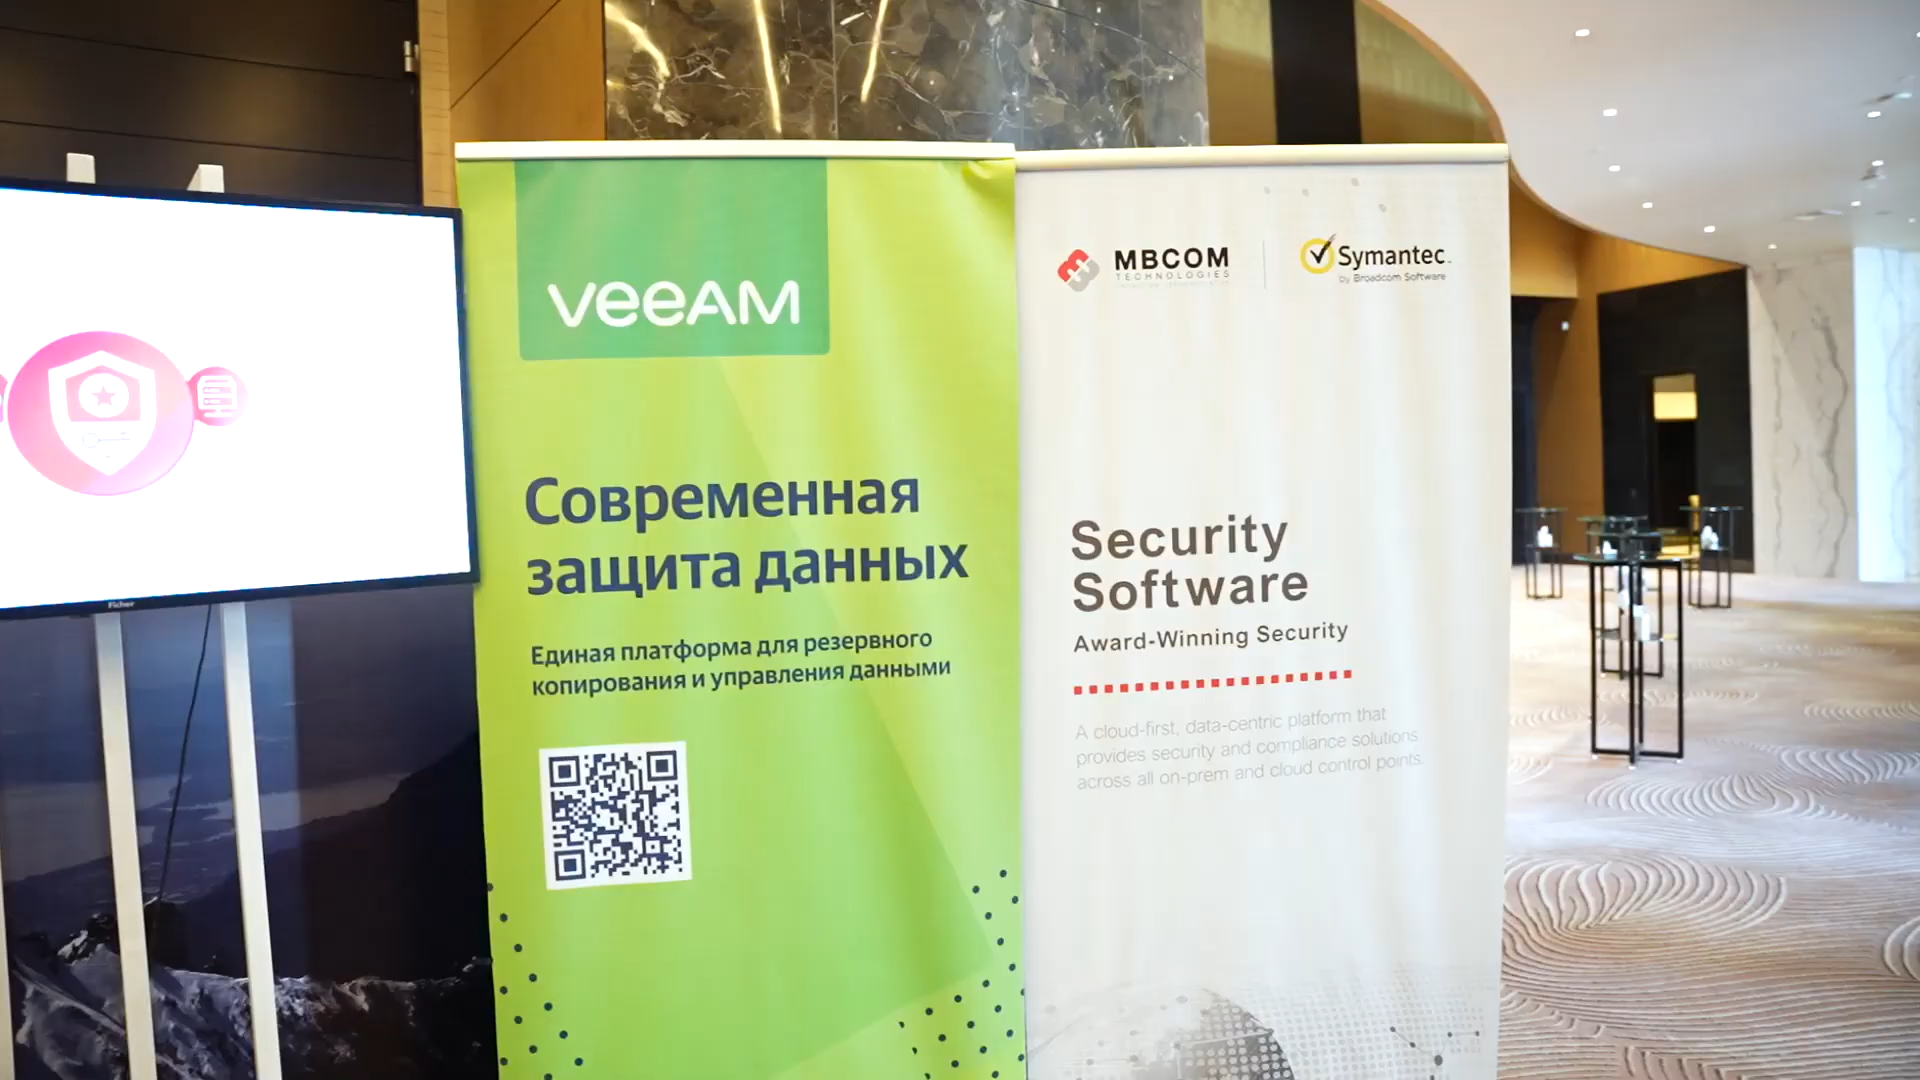 veeAM
Современная
защита данных
Единая платформа для резервного
копирования и управления данными
MBCOM
TECHNOLOGIES
Symantec
by Broadcom Software
Security
Software
Award-Winning Security
A cloud-first, data-centric platform that
provides security and compliance solutions
across all on-prem and cloud control points.